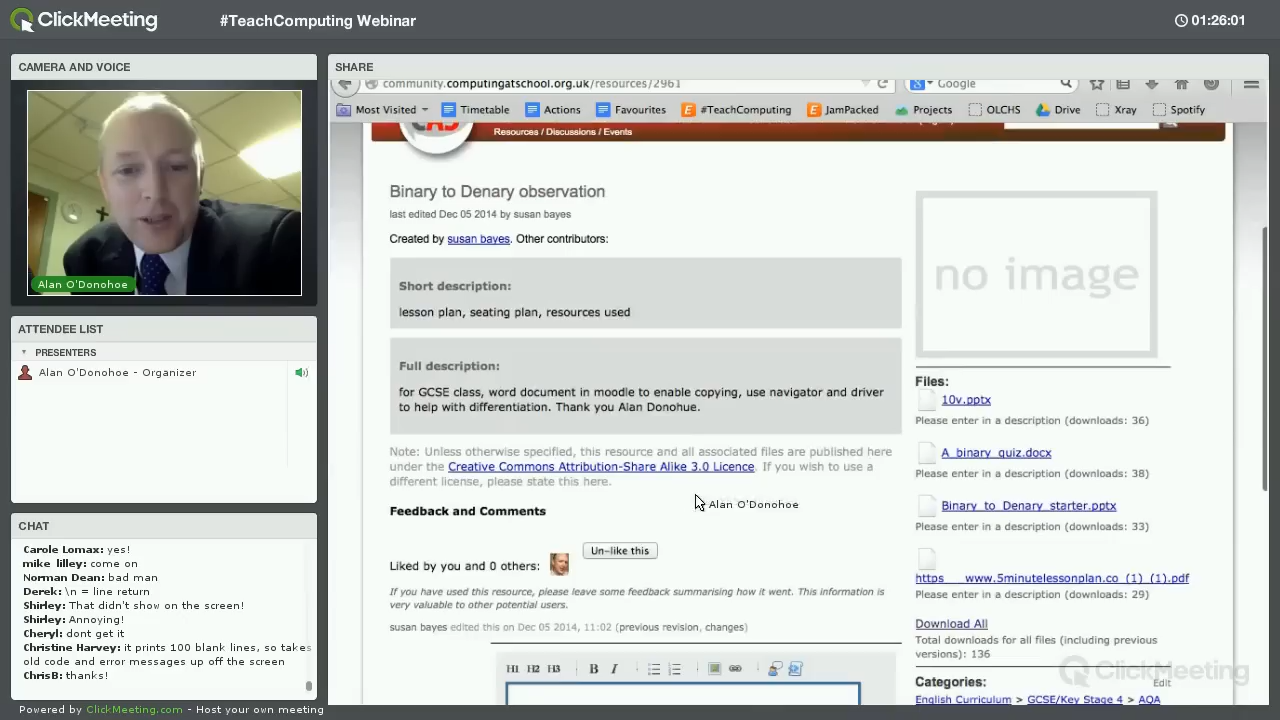 ClickMeeting
#TeachComputing Webinar
01:26:01
CAMERA AND VOICE
Alan O'Donohoe
ATTENDEE LIST
PRESENTERS
Alan O'Donohoe - Organizer
CHAT
Carole Lomax: yes!
mike lilley: come on
Norman Dean: bad man
Derek: \n = line return
Shirley: That didn't show on the screen!
Shirley: Annoying!
Cheryl: dont get it
Christine Harvey: it prints 100 blank lines, so takes
old code and error messages up off the screen
ChrisB: thanks!
Powered by ClickMeeting.com - Host your own meeting
SHARE
community.computingatschool.org.uk/resources/2961
Google
Most Visited
Timetable
Actions
Favourites
#TeachComputing
JamPacked
Projects
OLCHS
Drive
Xray
Spotify
Resources / Discussions / Events
Binary to Denary observation
last edited Dec 05 2014 by susan bayes
Created by susan bayes. Other contributors:
Short description:
lesson plan, seating plan, resources used
Full description:
for GCSE class, word document in moodle to enable copying, use navigator and driver
to help with differentiation. Thank you Alan Donohue.
Note: Unless otherwise specified, this resource and all associated files are published here
under the Creative Commons Attribution-Share Alike 3.0 Licence. If you wish to use a
different license, please state this here.
Alan O'Donohoe
Feedback and Comments
Un-like this
Liked by you and 0 others:
If you have used this resource, please leave some feedback summarising how it went. This information is
very valuable to other potential users.
susan bayes edited this on Dec 05 2014, 11:02 (previous revision, changes)
H1 H2 H3 B I
no image
Files:
10v.pptx
Please enter in a description (downloads: 36)
A_binary_quiz.docx
Please enter in a description (downloads: 38)
Binary_to_Denary_starter.pptx
Please enter in a description (downloads: 33)
https___www.5minutelessonplan.co_(1)_(1).pdf
Please enter in a description (downloads: 29)
Download All
Total downloads for all files (including previous
versions): 136
ClickMeeting
Categories:
Edit
English Curriculum > GCSE/Key Stage 4 > AQA